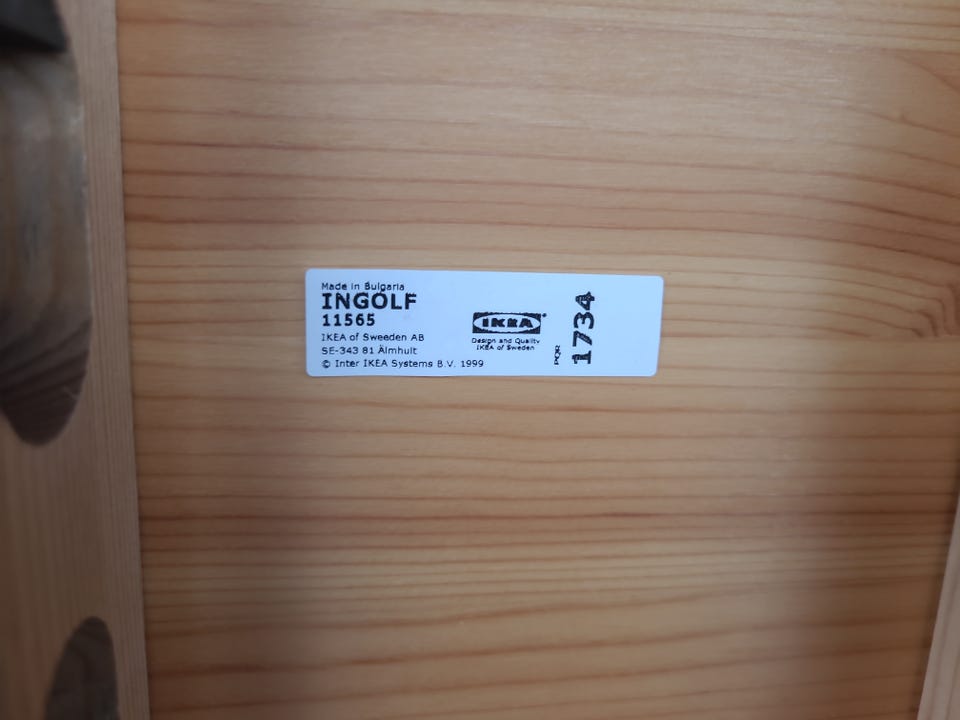 Made in Bulgaria
INGOLF
11565
IKEA of Sweeden AB
SE-343 81 Älmhult
© Inter IKEA Systems B.V. 1999
IKEA
Design and Quality
IKEA of Sweden
PQR
1734